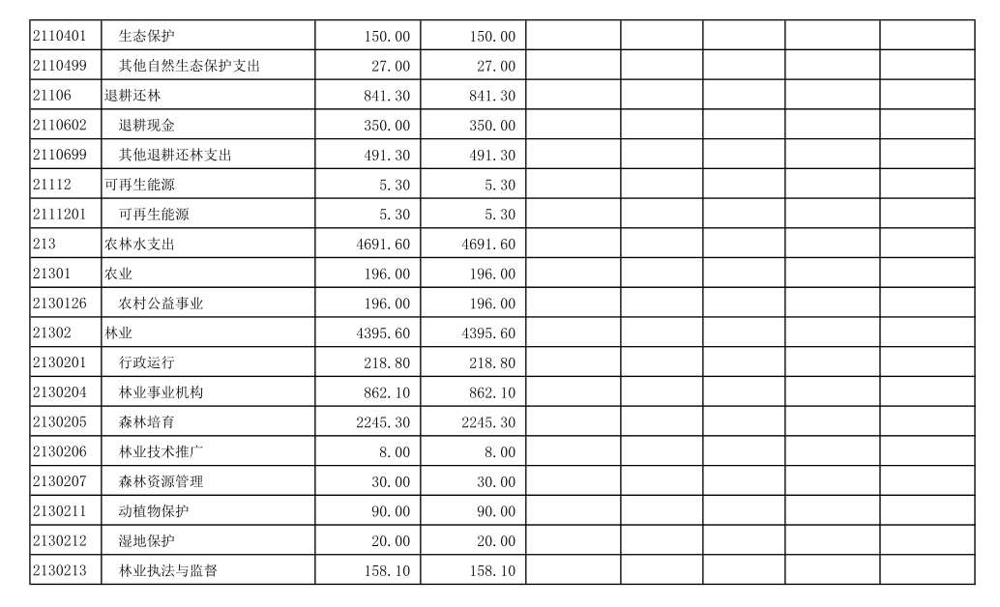 2110401 生态保护 150.00 150.00
2110499 其他自然生态保护支出 27.00 27.00
21106 退耕还林 841.30 841.30
2110602 退耕现金 350.00 350.00
2110699 其他退耕还林支出 491.30 491.30
21112 可再生能源 5.30 5.30
2111201 可再生能源 5.30 5.30
213 农林水支出 4691.60 4691.60
21301 农业 196.00 196.00
2130126 农村公益事业 196.00 196.00
21302 林业 4395.60 4395.60
2130201 行政运行 218.80 218.80
2130204 林业事业机构 862.10 862.10
2130205 森林培育 2245.30 2245.30
2130206 林业技术推广 8.00 8.00
2130207 森林资源管理 30.00 30.00
2130211 动植物保护 90.00 90.00
2130212 湿地保护 20.00 20.00
2130213 林业执法与监督 158.10 158.10